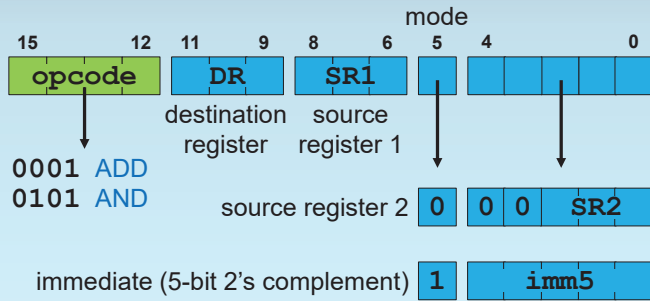 mode
15 12 11 9 8 6 5 4 0
opcode DR SR1
destination source
register register 1
0001 ADD
0101 AND
source register 2 0 0 0 SR2
immediate (5-bit 2's complement) 1 imm5